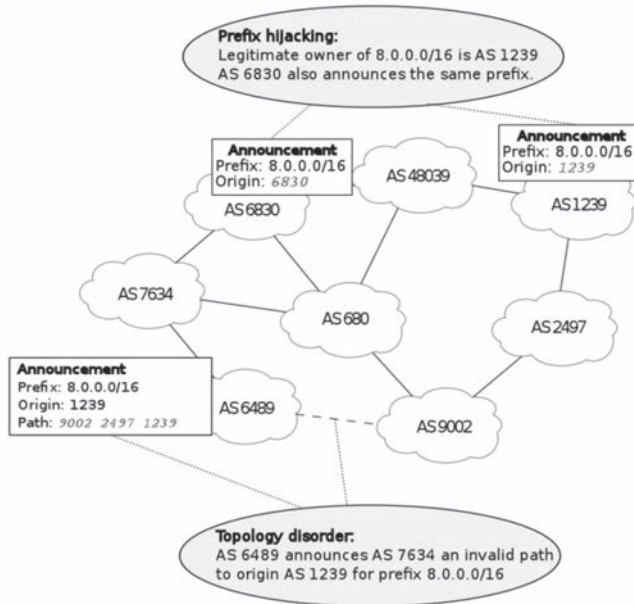 Prefix hijacking:
Legitimate owner of 8.0.0.0/16 is AS 1239
AS 6830 also announces the same prefix.
Announcement
Prefix: 8.0.0.0/16
Origin: 6830
Announcement
Prefix: 8.0.0.0/16
Origin: 1239
AS48039
AS6830
AS1239
AS7634
AS680
AS2497
Announcement
Prefix: 8.0.0.0/16
Origin: 1239
Path: 9002 2497 1239
AS6489
AS9002
Topology disorder:
AS 6489 announces AS 7634 an invalid path
to origin AS 1239 for prefix 8.0.0.0/16